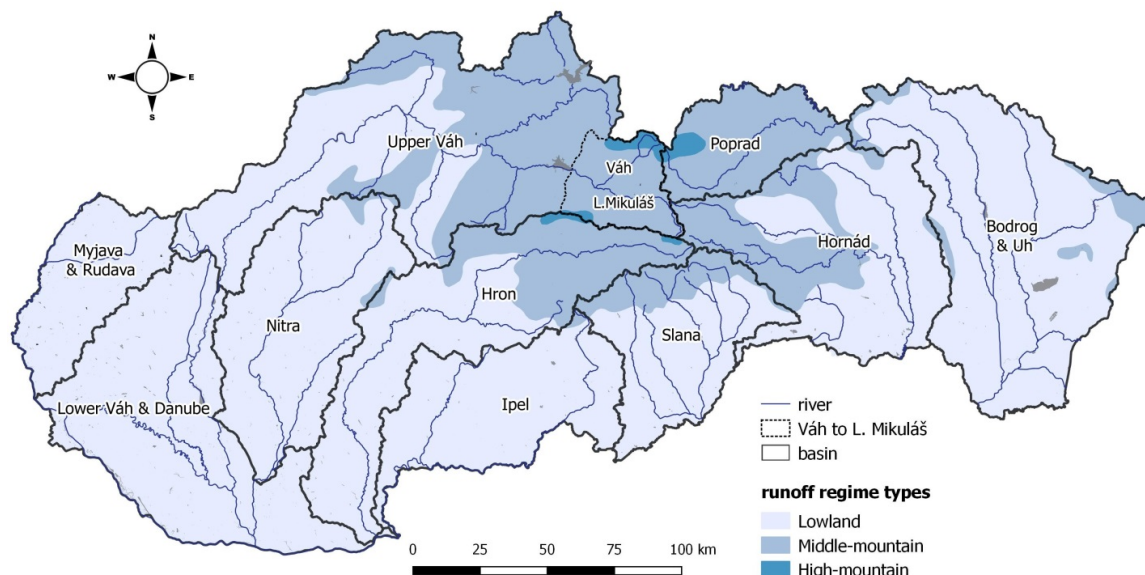 N
W E
S
Upper Váh
Váh
L.Mikuláš
Poprad
Myjava
& Rudava
Nitra
Hron
Hornád
Bodrog
& Uh
Slana
Lower Váh & Danube
Ipel
river
Váh to L. Mikuláš
basin
runoff regime types
Lowland
Middle-mountain
High-mountain
0 25 50 75 100 km